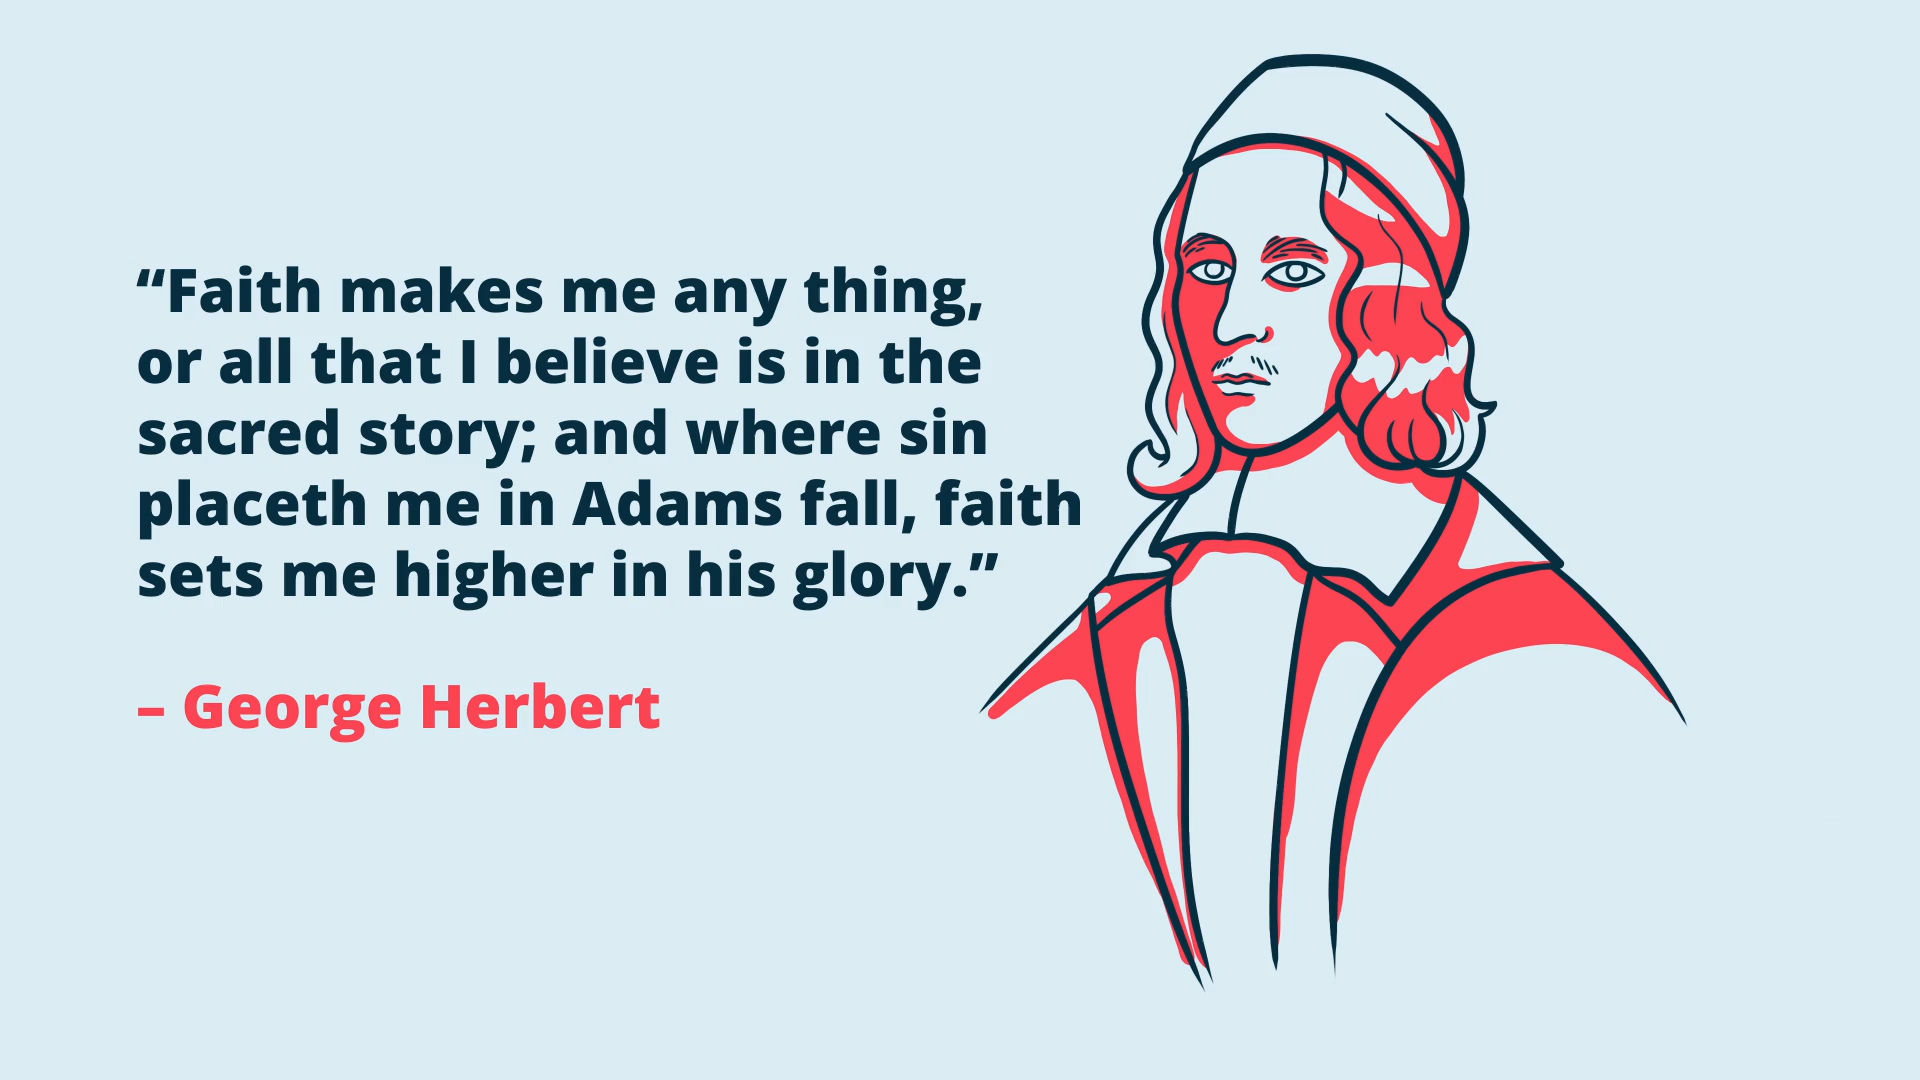 “Faith makes me any thing,
or all that I believe is in the
sacred story; and where sin
placeth me in Adams fall, faith
sets me higher in his glory.”
– George Herbert